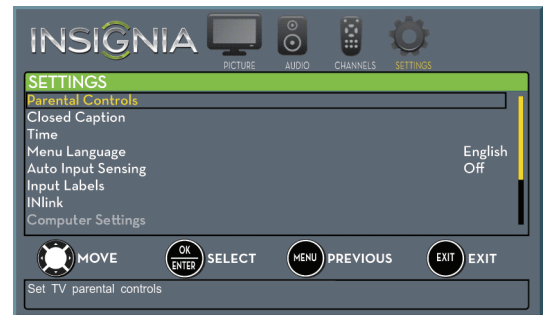 INSIGNIA
PICTURE AUDIO CHANNELS SETTINGS
SETTINGS
Parental Controls
Closed Caption
Time
Menu Language English
Auto Input Sensing Off
Input Labels
INlink
Computer Settings
MOVE OK ENTER SELECT MENU PREVIOUS EXIT EXIT
Set TV parental controls